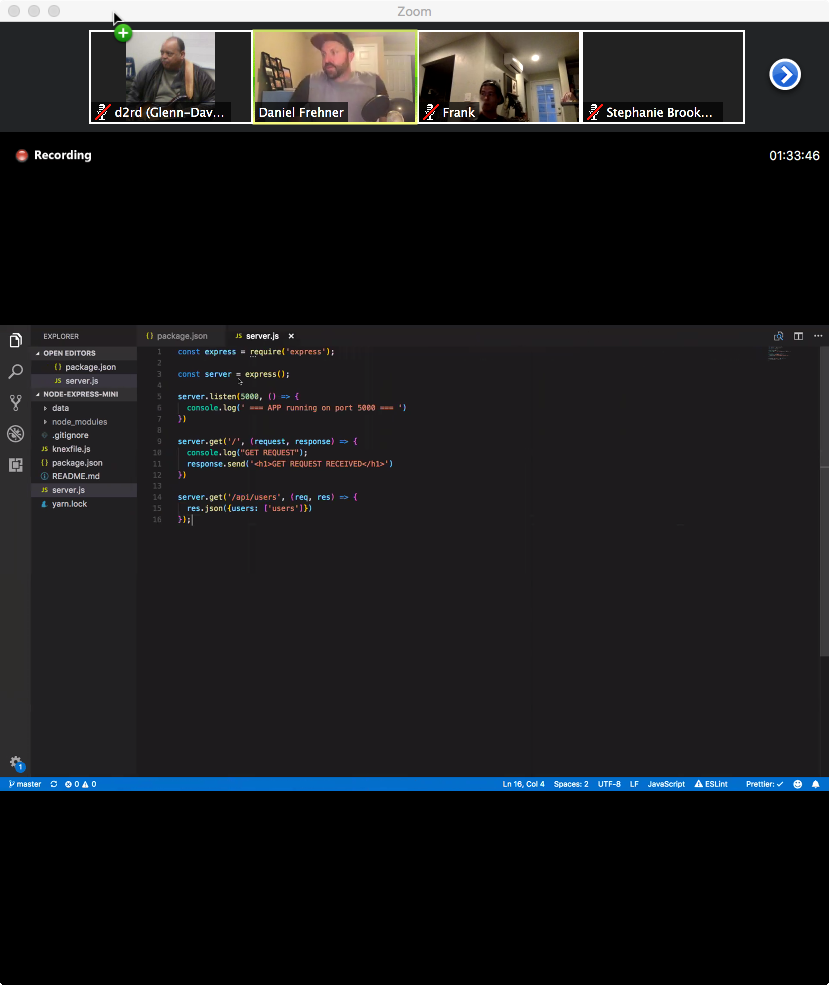 Zoom
d2rd (Glenn-Dav...
Daniel Frehner
Frank
Stephanie Brook...
Recording
01:33:46
EXPLORER
OPEN EDITORS
{} package.json
JS server.js
NODE-EXPRESS-MINI
data
node_modules
.gitignore
JS knexfile.js
{} package.json
README.md
JS server.js
yarn.lock
{} package.json
JS server.js ×
1 const express = require('express');
2
3 const server = express();
4
5 server.listen(5000, () => {
6 console.log(' === APP running on port 5000 === ')
7 })
8
9 server.get('/', (request, response) => {
10 console.log("GET REQUEST");
11 response.send('<h1>GET REQUEST RECEIVED</h1>')
12 })
13
14 server.get('/api/users', (req, res) => {
15 res.json({users: ['users']})
16 });
1
master
0
0
Ln 16, Col 4
Spaces: 2
UTF-8
LF
JavaScript
ESLint
Prettier: ✓